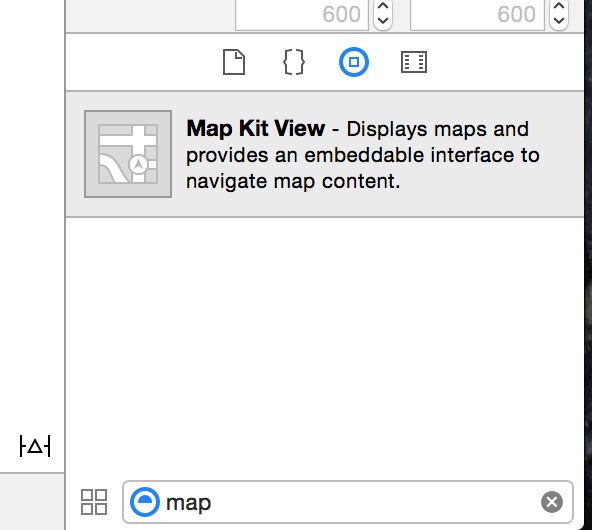 600 600
Map Kit View - Displays maps and
provides an embeddable interface to
navigate map content.
map